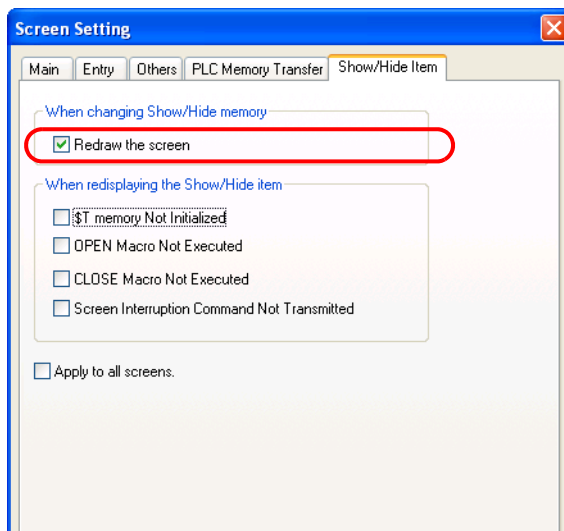 Screen Setting
Main Entry Others PLC Memory Transfer Show/Hide Item
When changing Show/Hide memory
Redraw the screen
When redisplaying the Show/Hide item
$T memory Not Initialized
OPEN Macro Not Executed
CLOSE Macro Not Executed
Screen Interruption Command Not Transmitted
Apply to all screens.